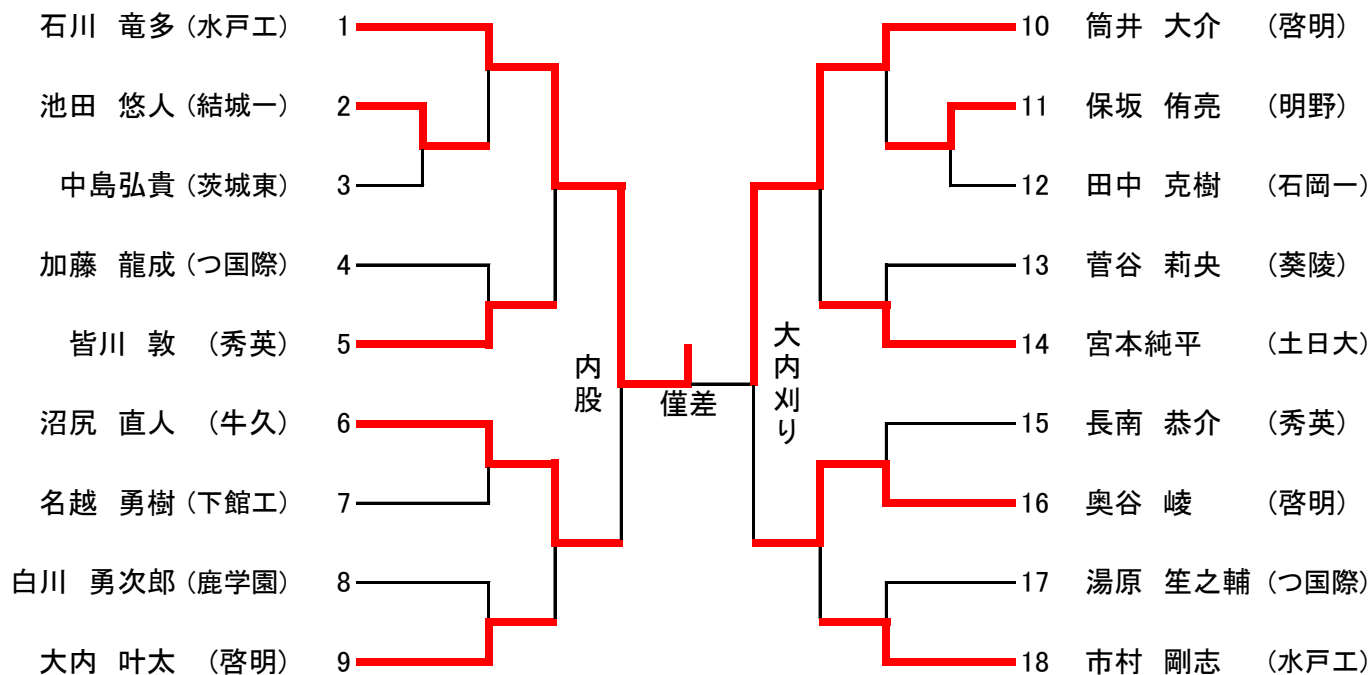 石川 竜多 (水戸工) 1
池田 悠人 (結城一) 2
中島弘貴 (茨城東) 3
加藤 龍成 (つ国際) 4
皆川 敦 (秀英) 5
沼尻 直人 (牛久) 6
名越 勇樹 (下館工) 7
白川 勇次郎 (鹿学園) 8
大内 叶太 (啓明) 9
内股
僅差
大内刈り
10 筒井 大介 (啓明)
11 保坂 侑亮 (明野)
12 田中 克樹 (石岡一)
13 菅谷 莉央 (葵陵)
14 宮本純平 (土日大)
15 長南 恭介 (秀英)
16 奥谷 崚 (啓明)
17 湯原 笙之輔 (つ国際)
18 市村 剛志 (水戸工)